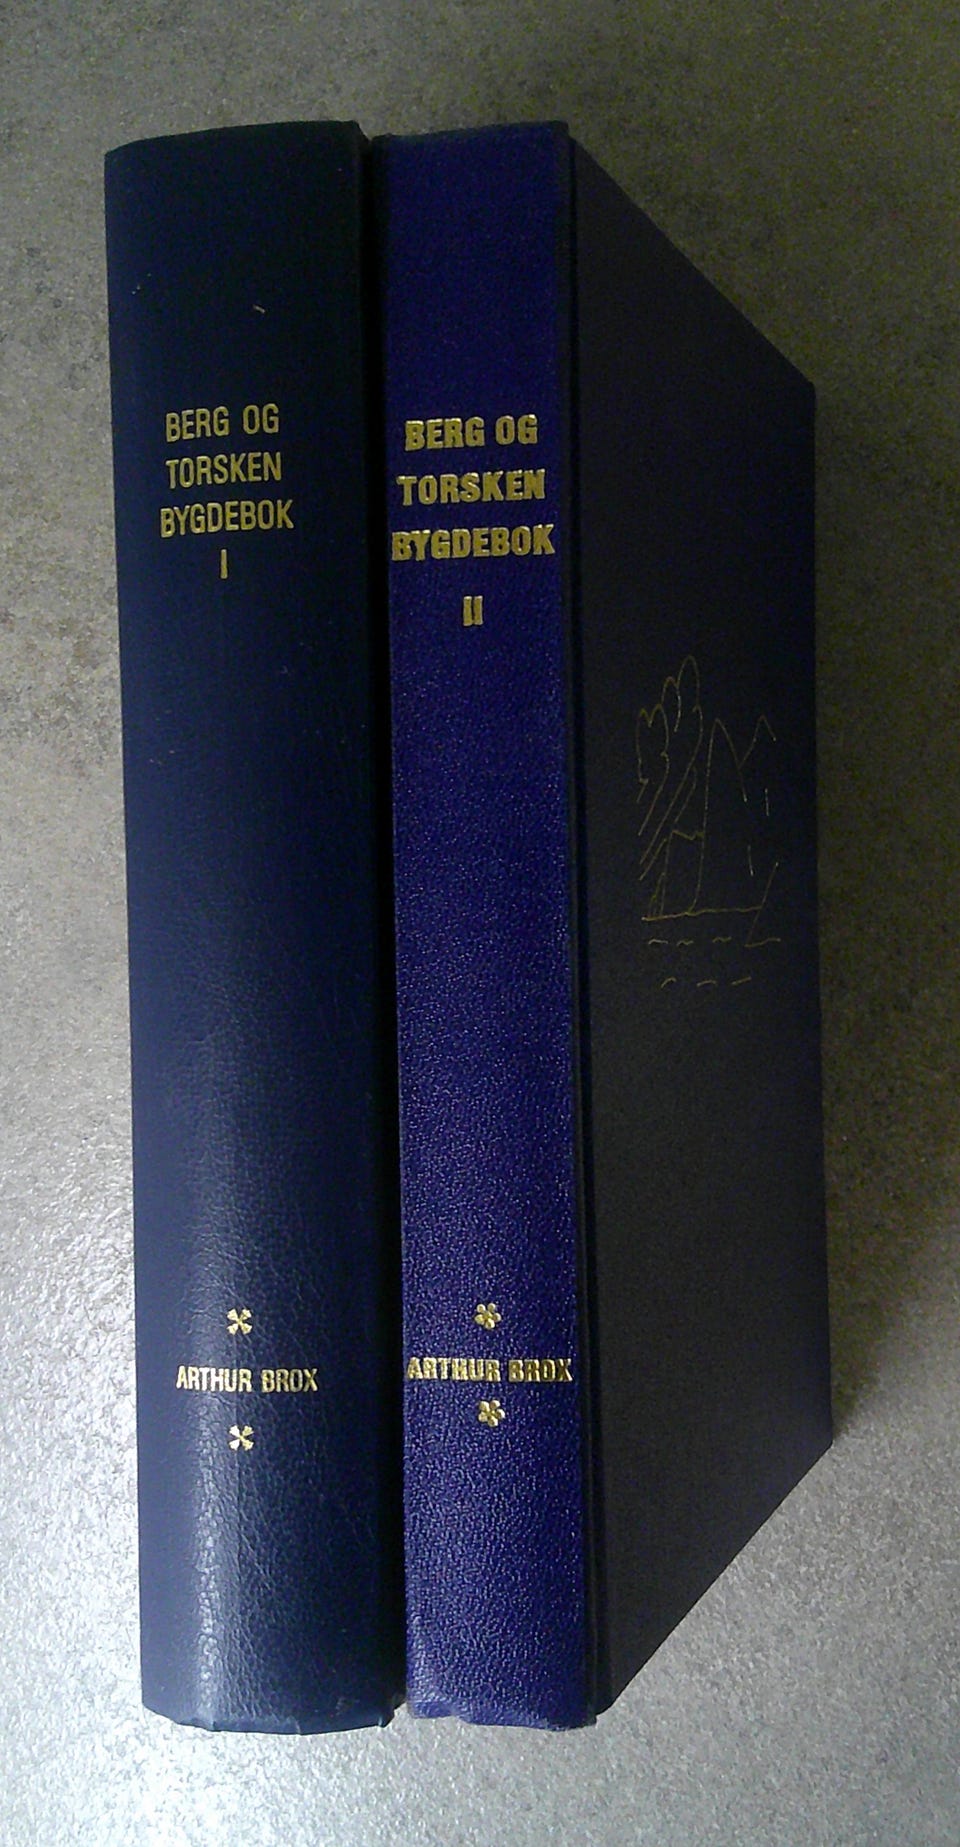 BERG OG
TORSKEN
BYGDEBOK
I
ARTHUR BROX
BERG OG
TORSKEN
BYGDEBOK
II
ARTHUR BROX